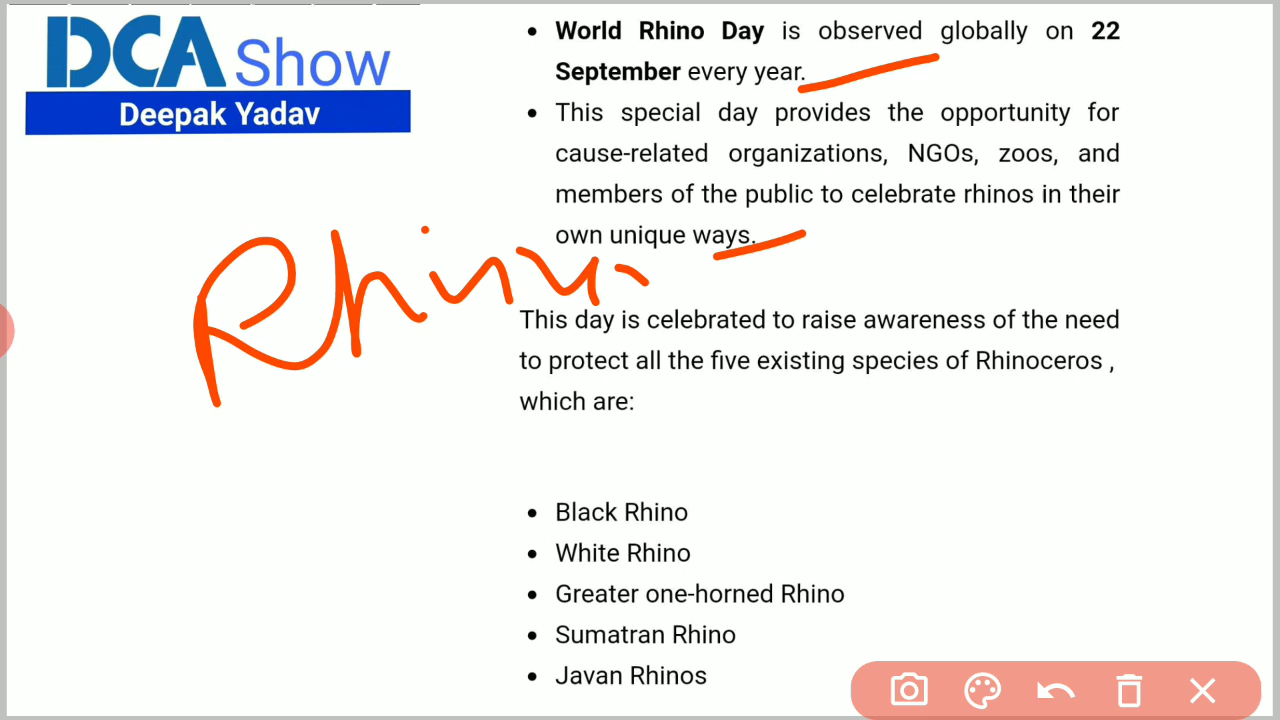 DCA Show
Deepak Yadav
• World Rhino Day is observed globally on 22
September every year.
• This special day provides the opportunity for
cause-related organizations, NGOs, zoos, and
members of the public to celebrate rhinos in their
own unique ways.
This day is celebrated to raise awareness of the need
to protect all the five existing species of Rhinoceros ,
which are:
• Black Rhino
• White Rhino
• Greater one-horned Rhino
• Sumatran Rhino
• Javan Rhinos